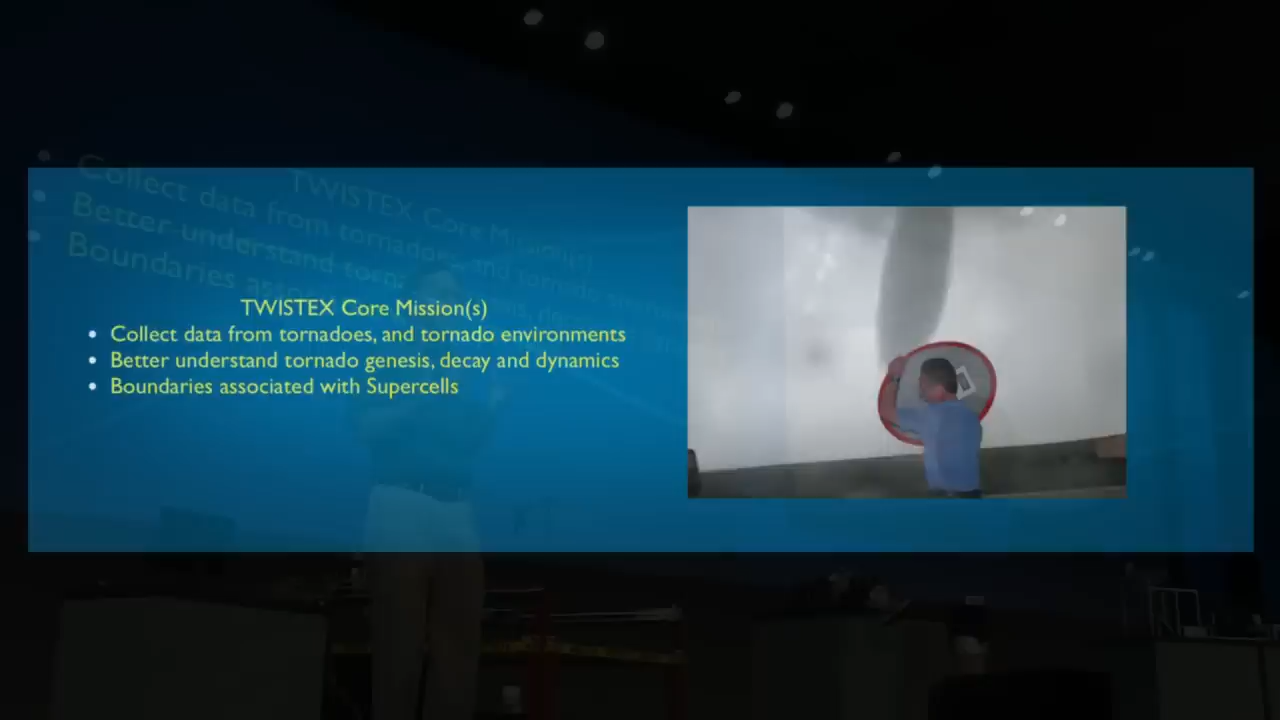 TWISTEX Core Mission(s)
Collect data from tornadoes, and tornado environments
Better understand tornado genesis, decay and dynamics
Boundaries associated with Supercells